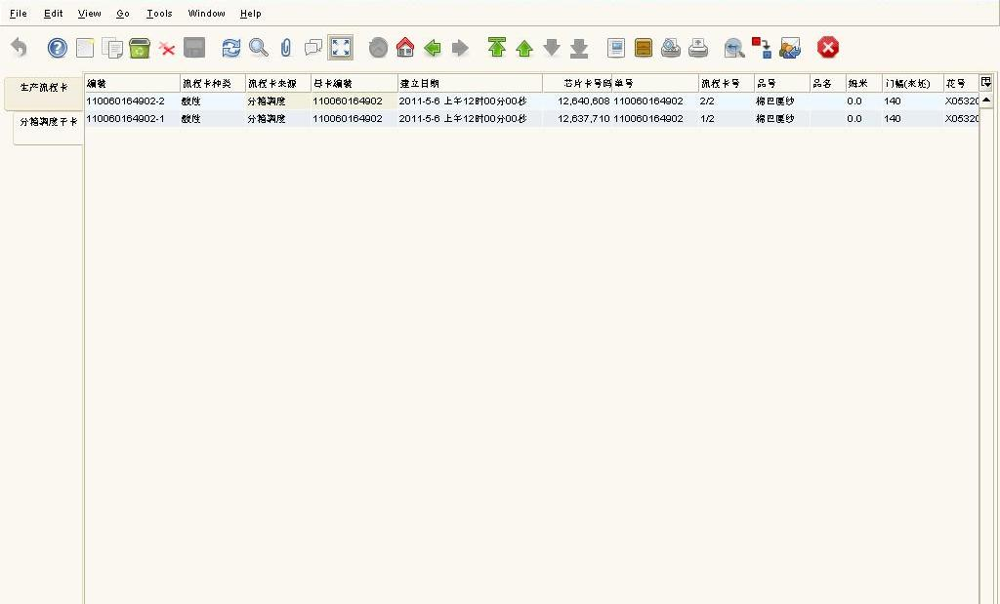 File Edit View Go Tools Window Help
生产流程卡
编号 流程卡种类 流程卡来源 总卡编号 建立日期 芯片卡号码 单号 流程卡号 品号 品名 姆米 门幅(米坯) 花号
110060164902-2 酸性 分箱调度 110060164902 2011-5-6 上午12时00分00秒 12,640,608 110060164902 2/2 棉巴厘纱 0.0 140 X05320
分箱调度子卡
110060164902-1 酸性 分箱调度 110060164902 2011-5-6 上午12时00分00秒 12,637,710 110060164902 1/2 棉巴厘纱 0.0 140 X05320